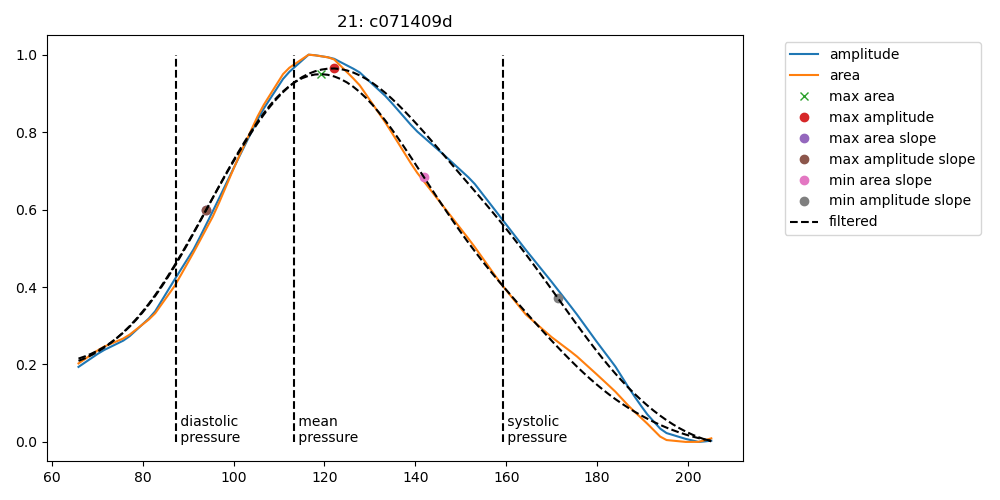 21: c071409d
1.0
0.8
0.6
0.4
0.2
0.0
60
80
100
120
140
160
180
200
diastolic
pressure
mean
pressure
systolic
pressure
amplitude
area
max area
max amplitude
max area slope
max amplitude slope
min area slope
min amplitude slope
filtered